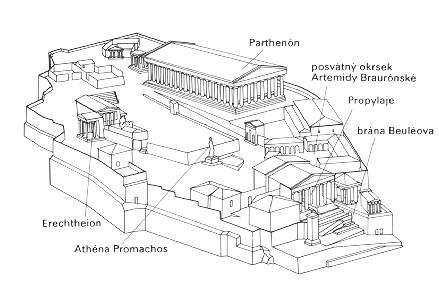 Parthenón
posvátný okrsek
Artemidy Braurónské
Propylaje
brána Beuléova
Erechtheion
Athéna Promachos